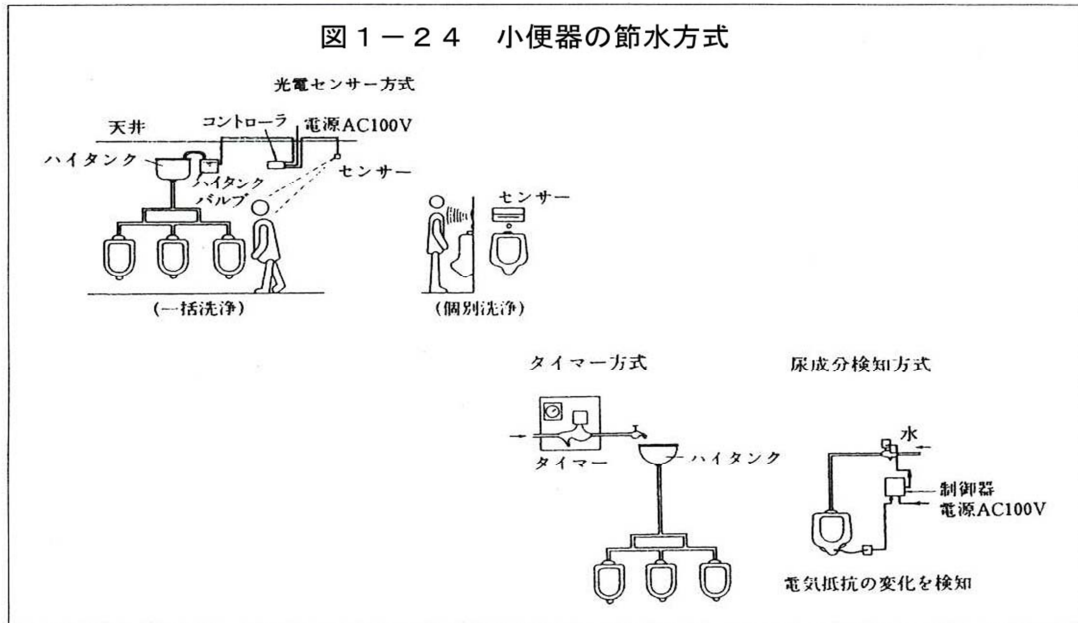 図１－２４　小便器の節水方式
光電センサー方式
天井
コントローラ
電源AC100V
ハイタンク
ハイタンク
バルブ
センサー
センサー
(一括洗浄)
(個別洗浄)
タイマー方式
尿成分検知方式
タイマー
ハイタンク
水
制御器
電源AC100V
電気抵抗の変化を検知